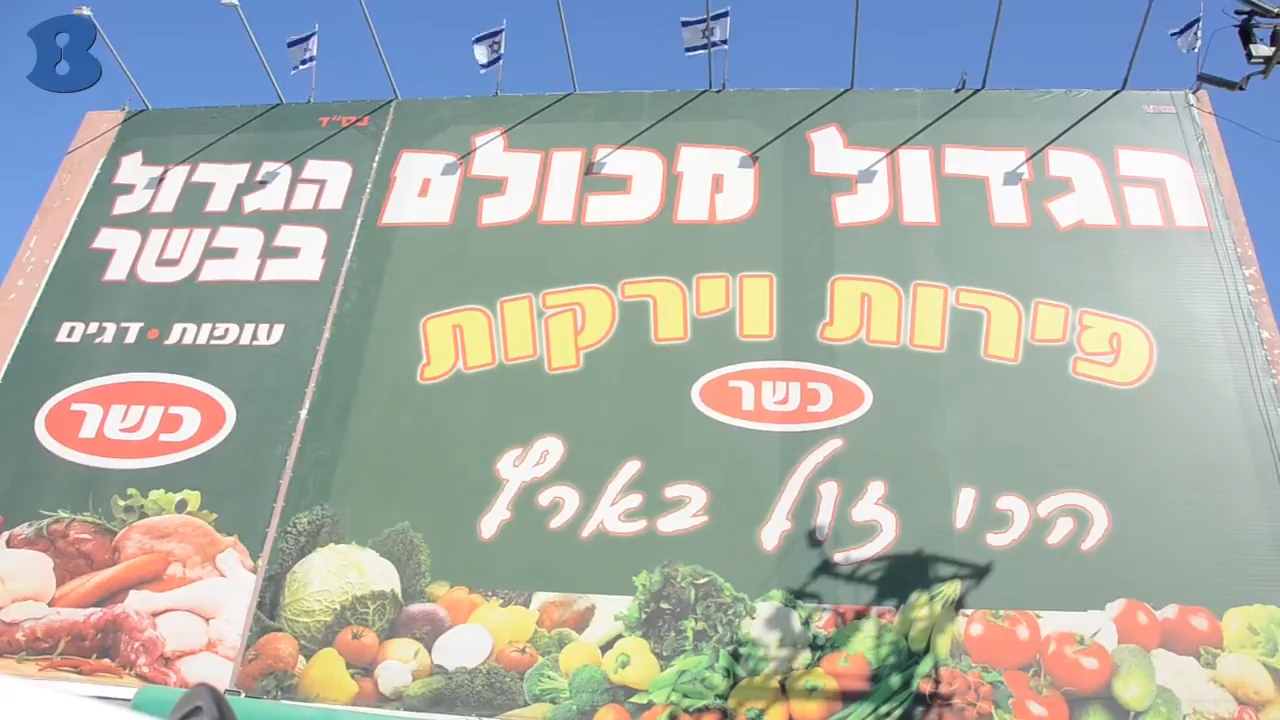 הגדול מכולם
פירות וירקות
כשר
הכי זול בארץ
בס״ד
הגדול
בבשר
עופות • דגים
כשר